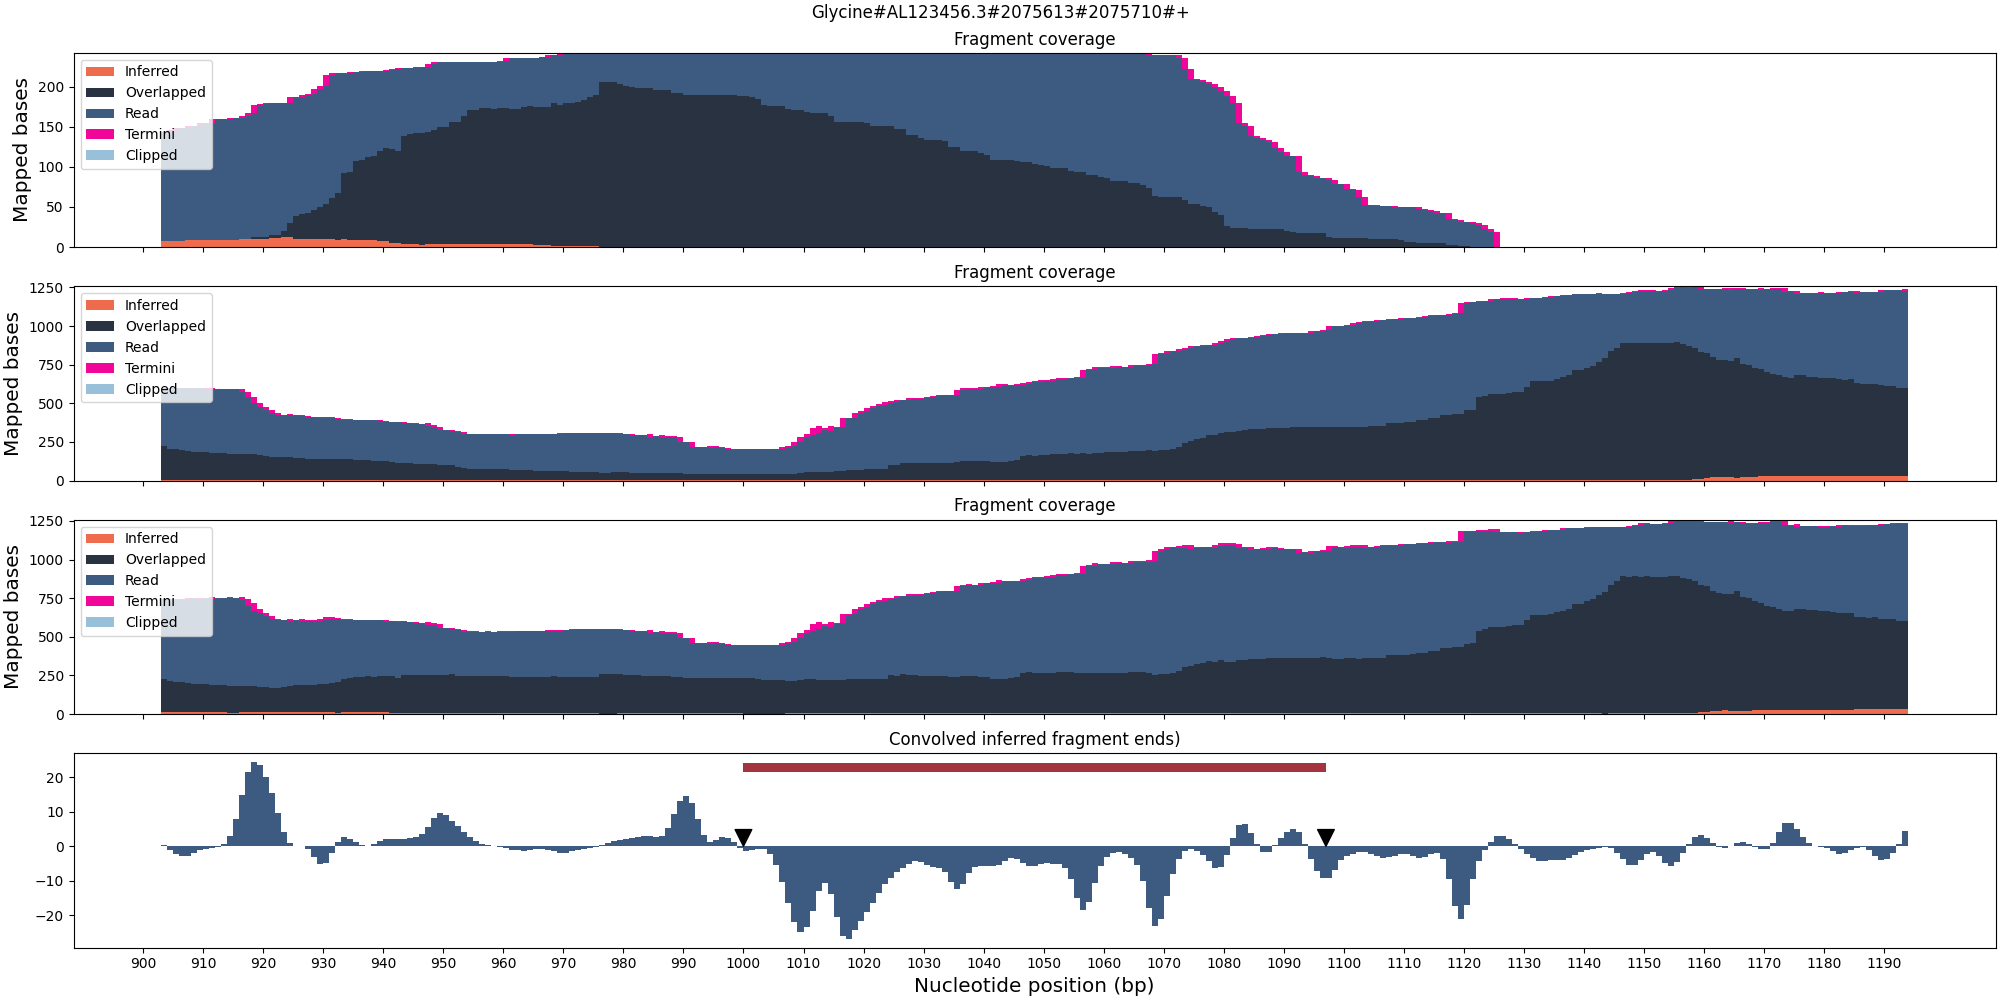 Glycine#AL123456.3#2075613#2075710#+
Fragment coverage
Mapped bases
200
150
100
50
0
Inferred
Overlapped
Read
Termini
Clipped
Fragment coverage
Mapped bases
1250
1000
750
500
250
0
Inferred
Overlapped
Read
Termini
Clipped
Fragment coverage
Mapped bases
1250
1000
750
500
250
0
Inferred
Overlapped
Read
Termini
Clipped
Convolved inferred fragment ends)
20
10
0
−10
−20
900 910 920 930 940 950 960 970 980 990 1000 1010 1020 1030 1040 1050 1060 1070 1080 1090 1100 1110 1120 1130 1140 1150 1160 1170 1180 1190
Nucleotide position (bp)